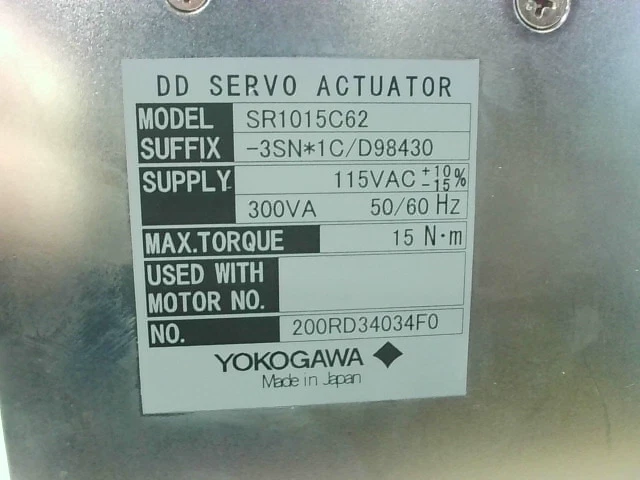 DD SERVO ACTUATOR
MODEL SR1015C62
SUFFIX -3SN*1C/D98430
SUPPLY 115VAC +10 -15 %
300VA 50/60 Hz
MAX.TORQUE 15 N·m
USED WITH
MOTOR NO.
NO. 200RD34034F0
YOKOGAWA
Made in Japan